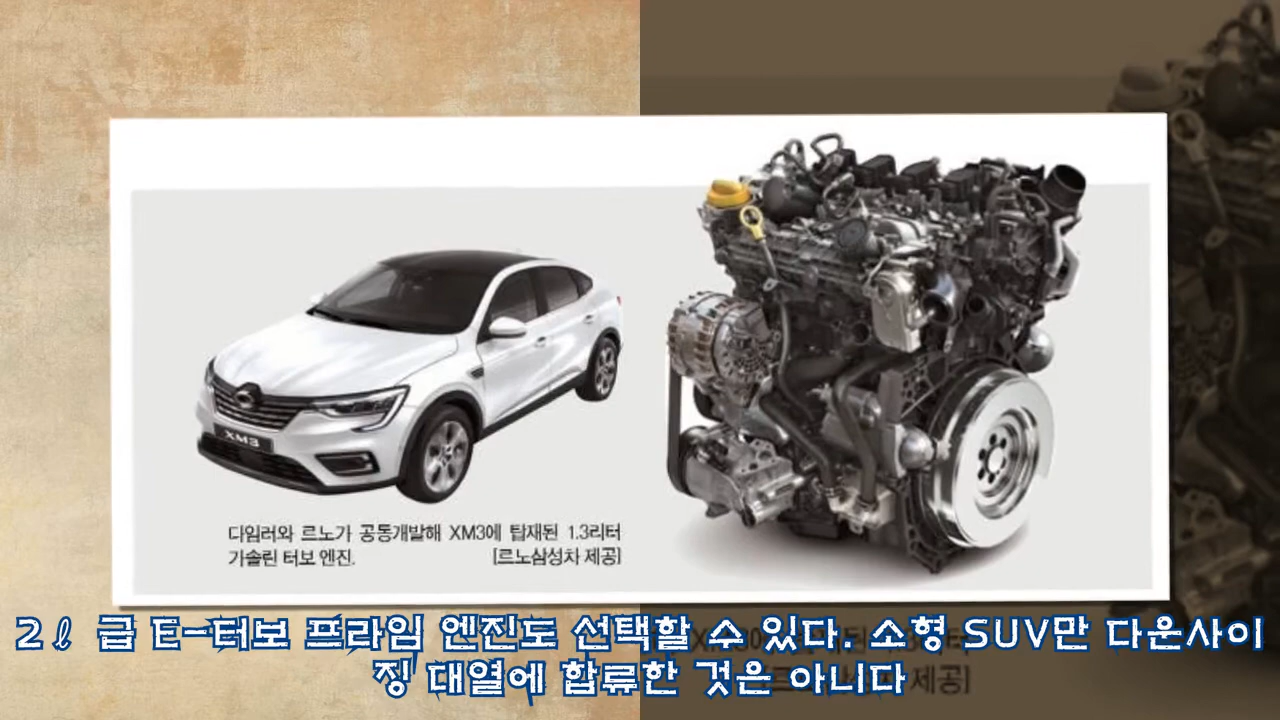 XM3
다임러와 르노가 공동개발해 XM3에 탑재된 1.3리터
가솔린 터보 엔진. [르노삼성차 제공]
2ℓ 급 E-터보 프라임 엔진도 선택할 수 있다. 소형 SUV만 다운사이
징 대열에 합류한 것은 아니다